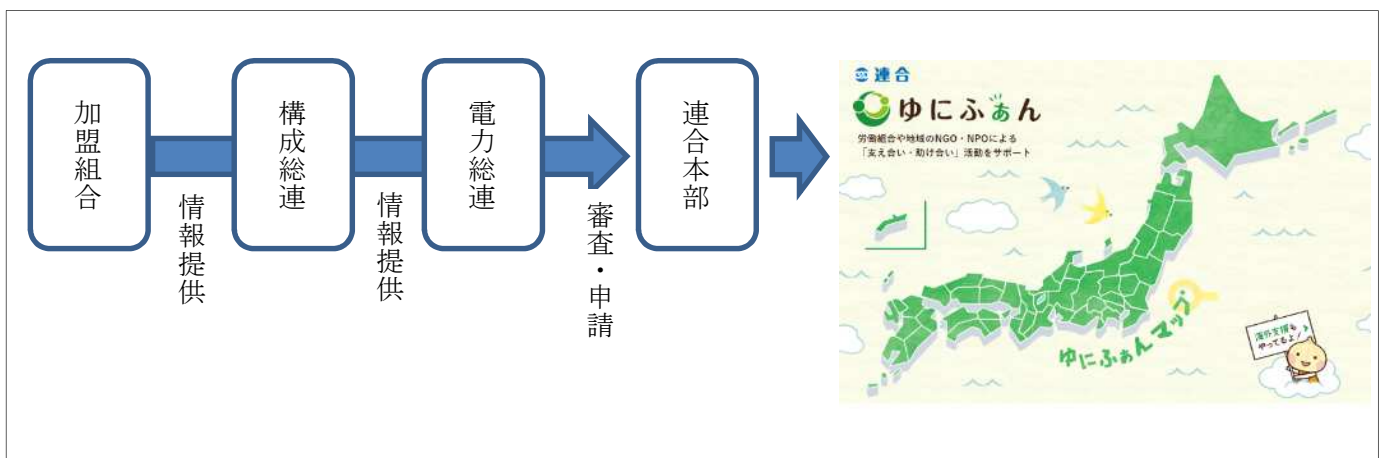 加盟組合
情報提供
構成総連
情報提供
電力総連
審査・申請
連合本部
連合
ゆにふぁん
労働組合や地域のNGO・NPOによる
「支え合い・助け合い」活動をサポート
ゆにふぁんマップ
海外支援も
やってるよ!